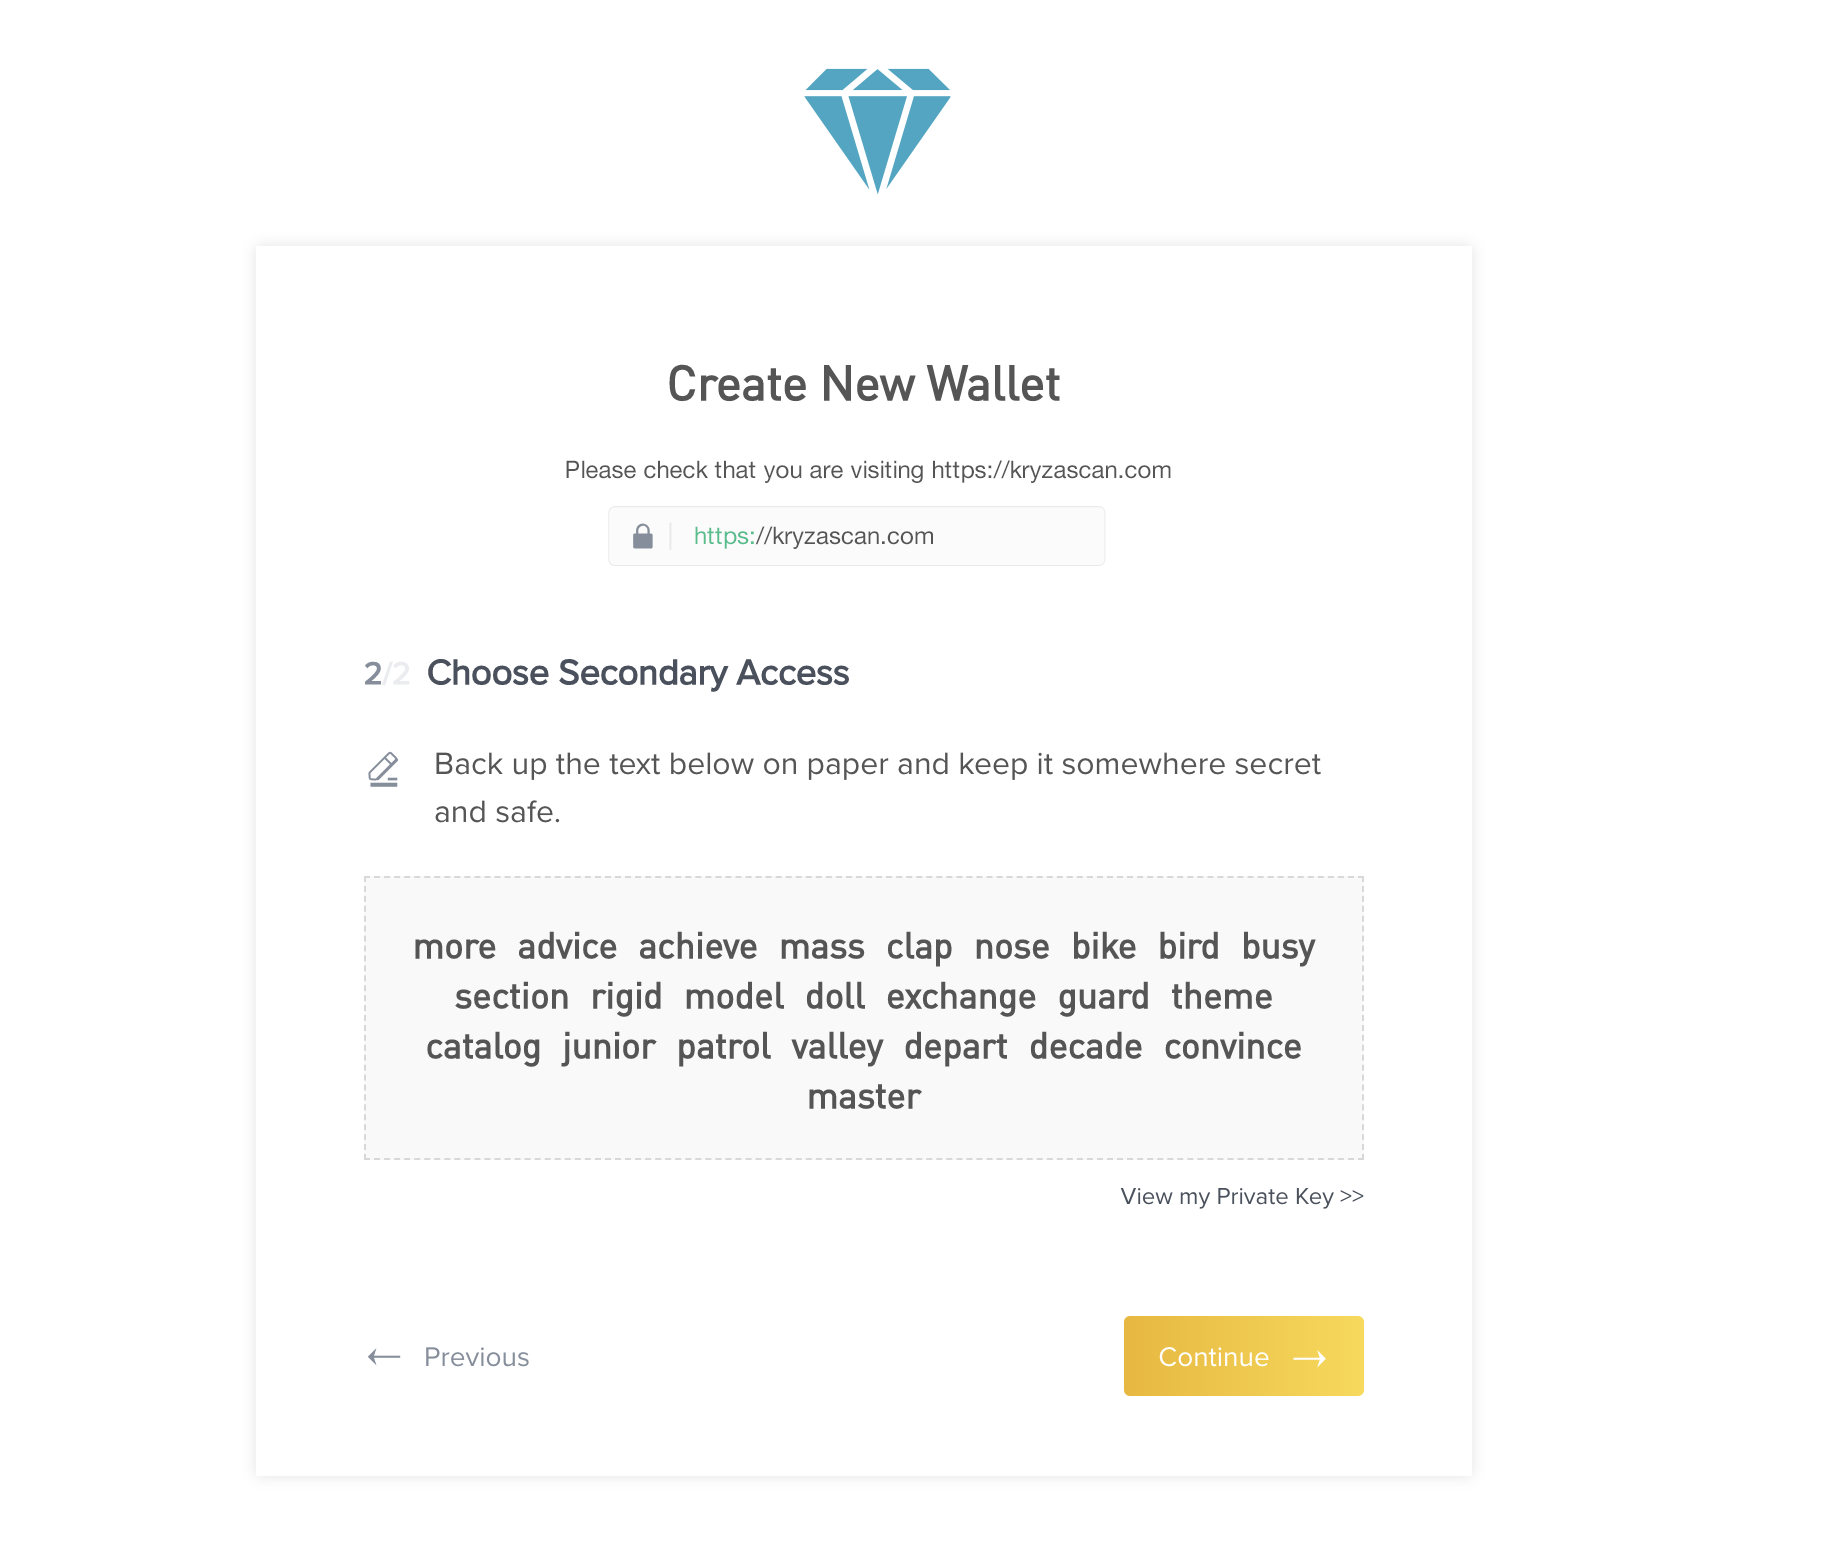 Create New Wallet
Please check that you are visiting https://kryzascan.com
https://kryzascan.com
2/2 Choose Secondary Access
Back up the text below on paper and keep it somewhere secret
and safe.
more advice achieve mass clap nose bike bird busy
section rigid model doll exchange guard theme
catalog junior patrol valley depart decade convince
master
View my Private Key >>
Previous
Continue